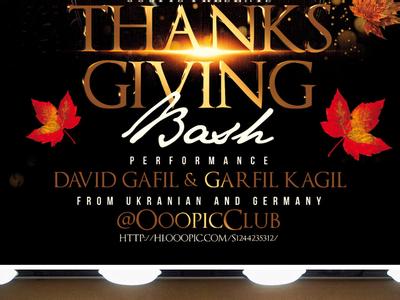 THANKS
GIVING
Bash
PERFORMANCE
DAVID GAFIL & GARFIL KAGIL
FROM UKRANIAN AND GERMANY
@OOOPICCLUB
HTTP://HI.OOOPIC.COM/S1244235312/